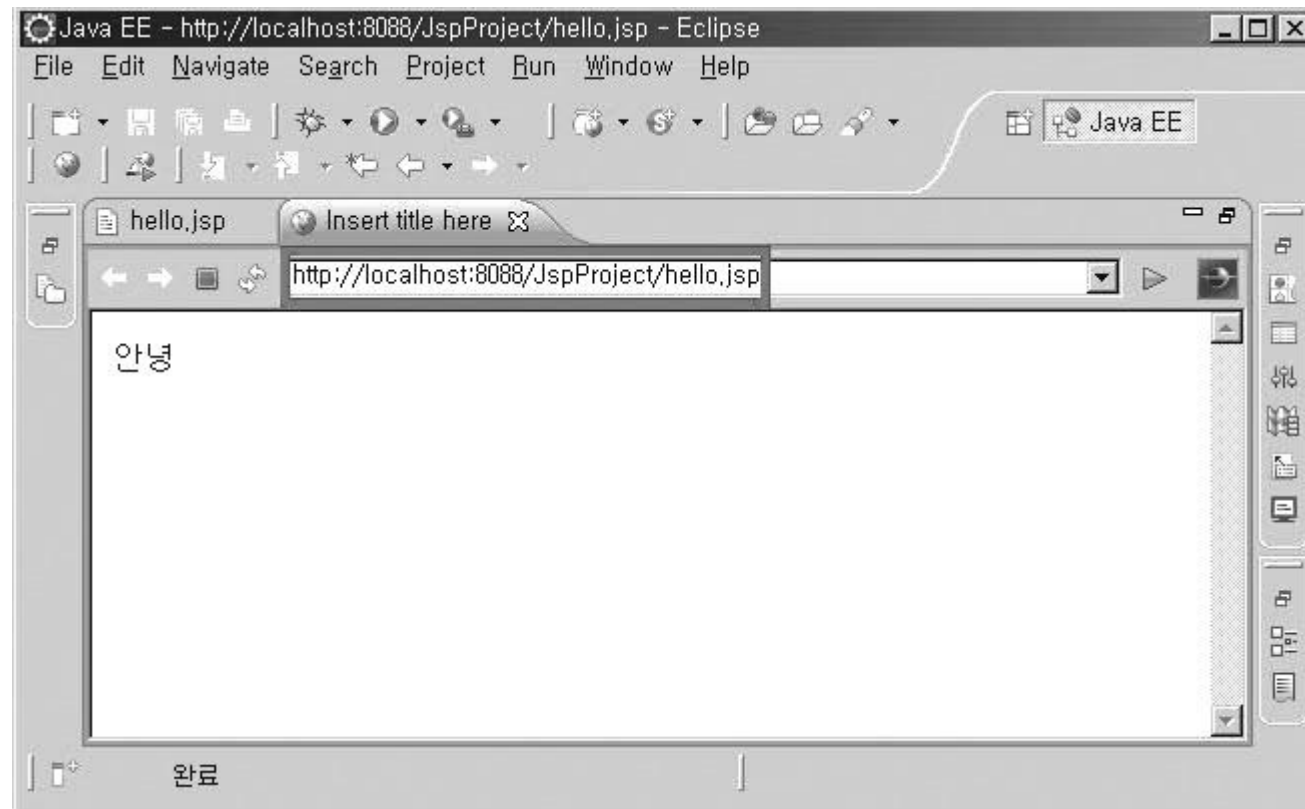 Java EE - http://localhost:8088/JspProject/hello.jsp - Eclipse
File Edit Navigate Search Project Run Window Help
Java EE
hello.jsp Insert title here
http://localhost:8088/JspProject/hello.jsp
안녕
완료